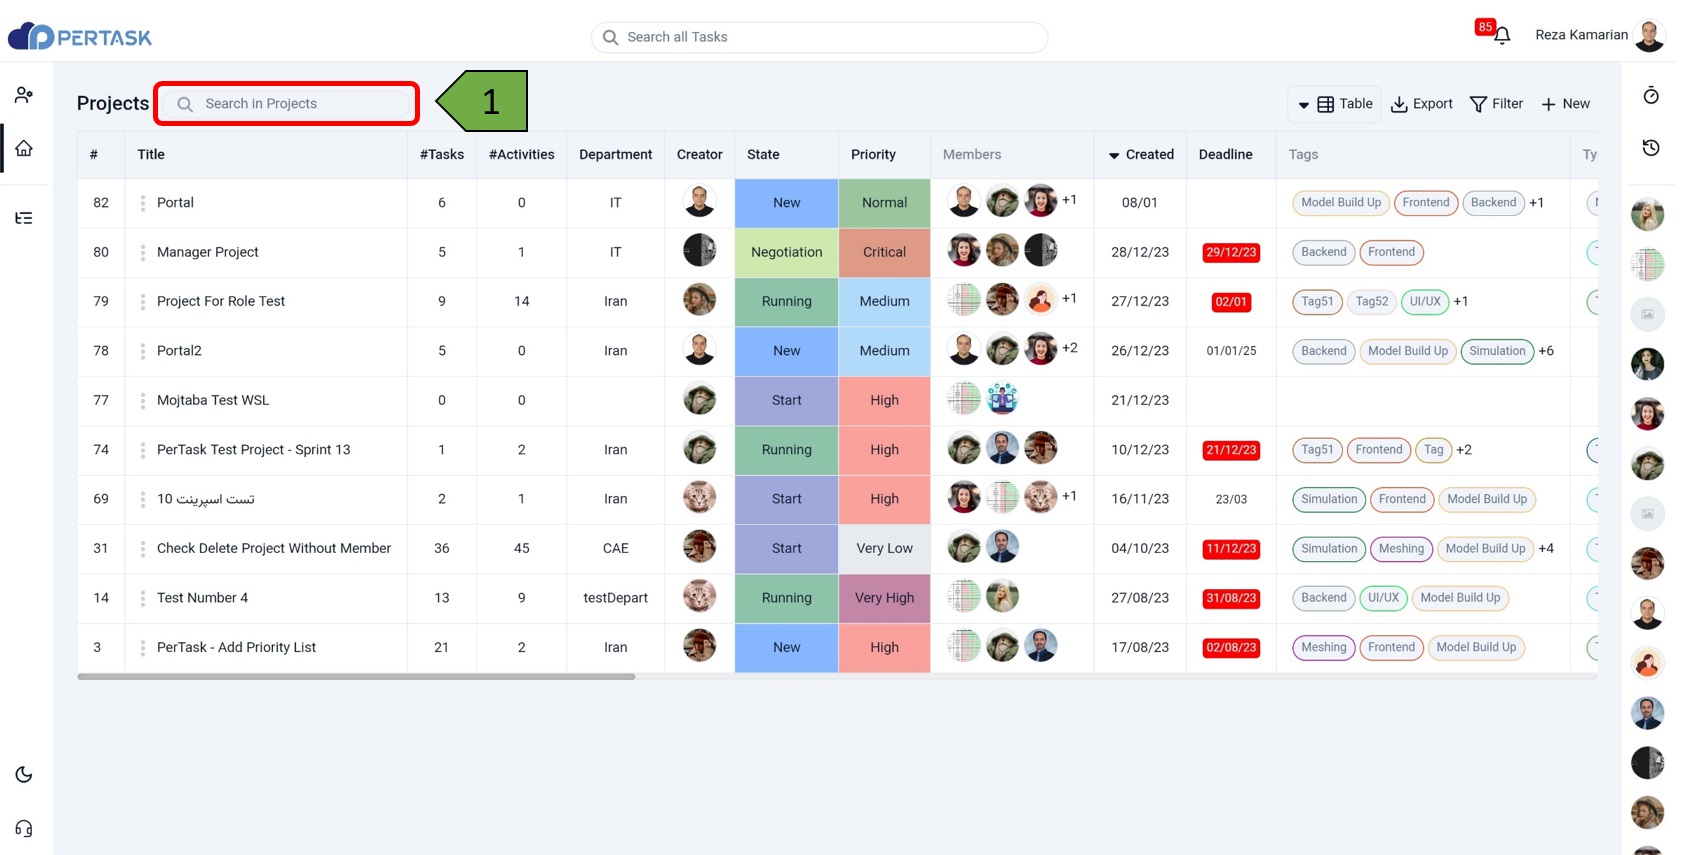 PERTASK
Search all Tasks
85
Reza Kamarian
Projects Search in Projects 1 Table Export Filter New
# Title #Tasks #Activities Department Creator State Priority Members Created Deadline Tags Ty
82 Portal 6 0 IT New Normal +1 08/01 Model Build Up Frontend Backend +1
80 Manager Project 5 1 IT Negotiation Critical 28/12/23 29/12/23 Backend Frontend
79 Project For Role Test 9 14 Iran Running Medium +1 27/12/23 02/01 Tag51 Tag52 UI/UX +1
78 Portal2 5 0 Iran New Medium +2 26/12/23 01/01/25 Backend Model Build Up Simulation +6
77 Mojtaba Test WSL 0 0 Start High 21/12/23
74 PerTask Test Project - Sprint 13 1 2 Iran Running High 10/12/23 21/12/23 Tag51 Frontend Tag +2
69 تست اسپرینت 10 2 1 Iran Start High +1 16/11/23 23/03 Simulation Frontend Model Build Up
31 Check Delete Project Without Member 36 45 CAE Start Very Low 04/10/23 11/12/23 Simulation Meshing Model Build Up +4
14 Test Number 4 13 9 testDepart Running Very High 27/08/23 31/08/23 Backend UI/UX Model Build Up
3 PerTask - Add Priority List 21 2 Iran New High 17/08/23 02/08/23 Meshing Frontend Model Build Up